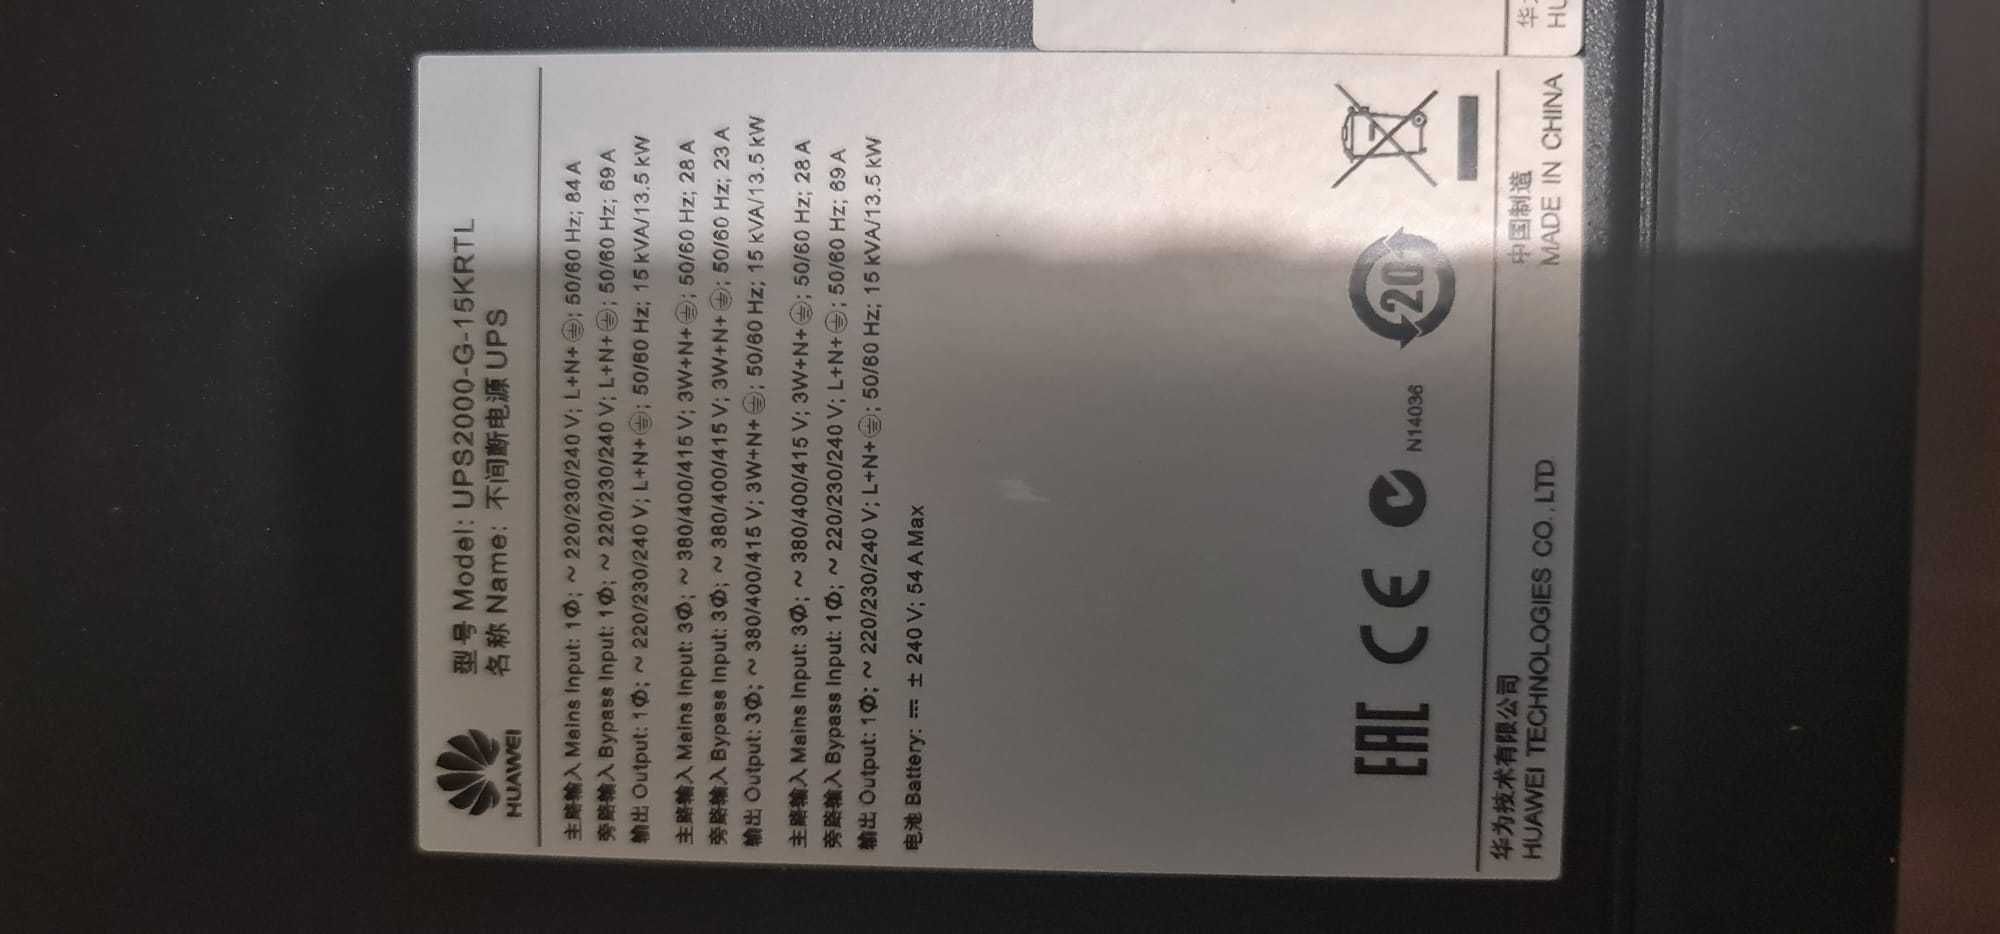 HUAWEI
型号 Model: UPS2000-G-15KRTL
名称 Name: 不间断电源 UPS
主路输入 Mains Input: 1Φ; ~ 220/230/240 V; L+N+⏚; 50/60 Hz; 84 A
旁路输入 Bypass Input: 1Φ; ~ 220/230/240 V; L+N+⏚; 50/60 Hz; 69 A
输出 Output: 1Φ; ~ 220/230/240 V; L+N+⏚; 50/60 Hz; 15 kVA/13.5 kW
主路输入 Mains Input: 3Φ; ~ 380/400/415 V; 3W+N+⏚; 50/60 Hz; 28 A
旁路输入 Bypass Input: 3Φ; ~ 380/400/415 V; 3W+N+⏚; 50/60 Hz; 23 A
输出 Output: 3Φ; ~ 380/400/415 V; 3W+N+⏚; 50/60 Hz; 15 kVA/13.5 kW
主路输入 Mains Input: 3Φ; ~ 380/400/415 V; 3W+N+⏚; 50/60 Hz; 28 A
旁路输入 Bypass Input: 1Φ; ~ 220/230/240 V; L+N+⏚; 50/60 Hz; 69 A
输出 Output: 1Φ; ~ 220/230/240 V; L+N+⏚; 50/60 Hz; 15 kVA/13.5 kW
电池 Battery: ⎓ ± 240 V; 54 A Max
EAC CE N14036 20
华为技术有限公司 中国制造
HUAWEI TECHNOLOGIES CO., LTD MADE IN CHINA
华为
HU